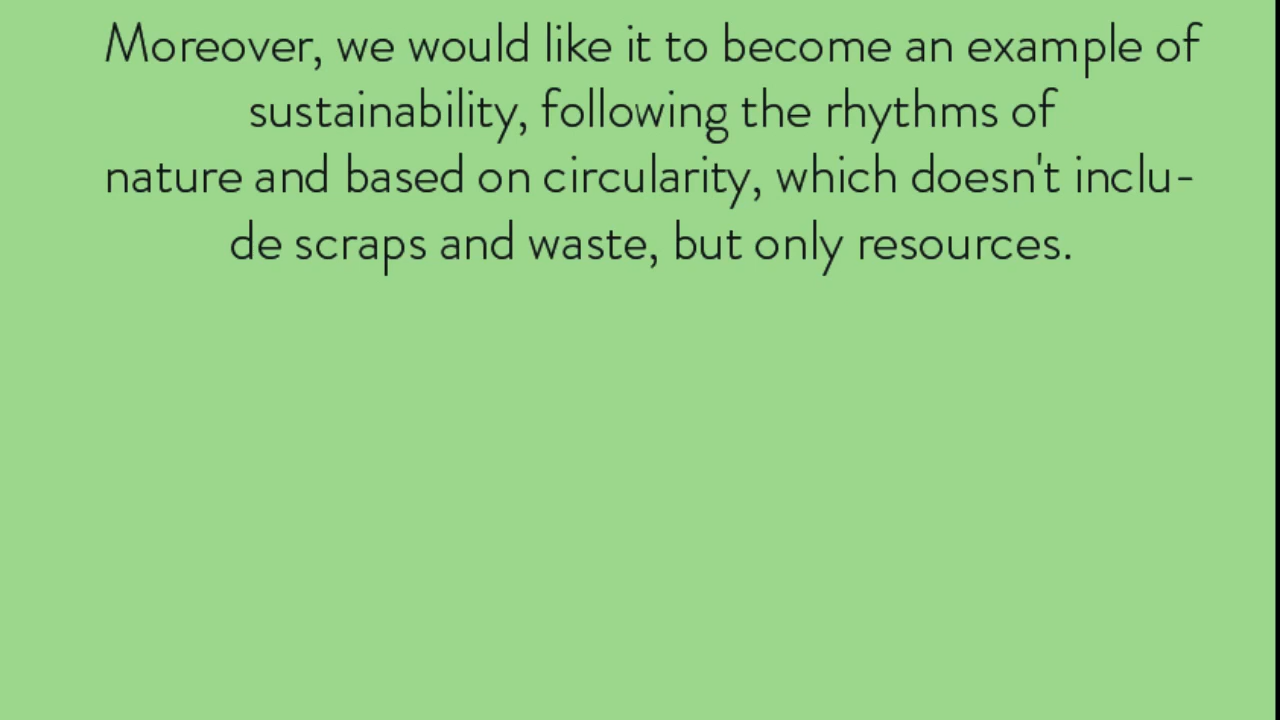 Moreover, we would like it to become an example of
sustainability, following the rhythms of
nature and based on circularity, which doesn't inclu-
de scraps and waste, but only resources.